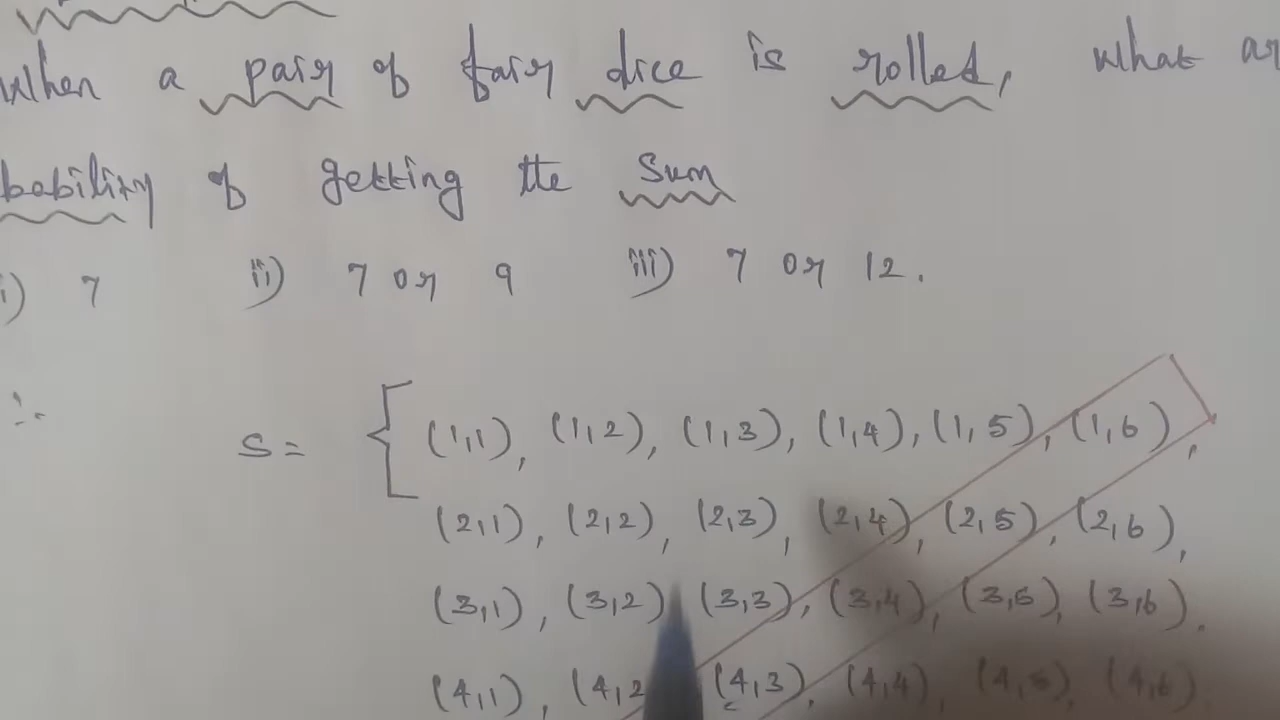 When a pair of fair dice is rolled, what ar
bability of getting the Sum
i) 7 ii) 7 or 9 iii) 7 or 12.
∴
S = { (1,1), (1,2), (1,3), (1,4), (1,5), (1,6),
(2,1), (2,2), (2,3), (2,4), (2,5), (2,6),
(3,1), (3,2) (3,3), (3,4), (3,5), (3,6).
(4,1), (4,2 (4,3), (4,4), (4,5), (4,6)